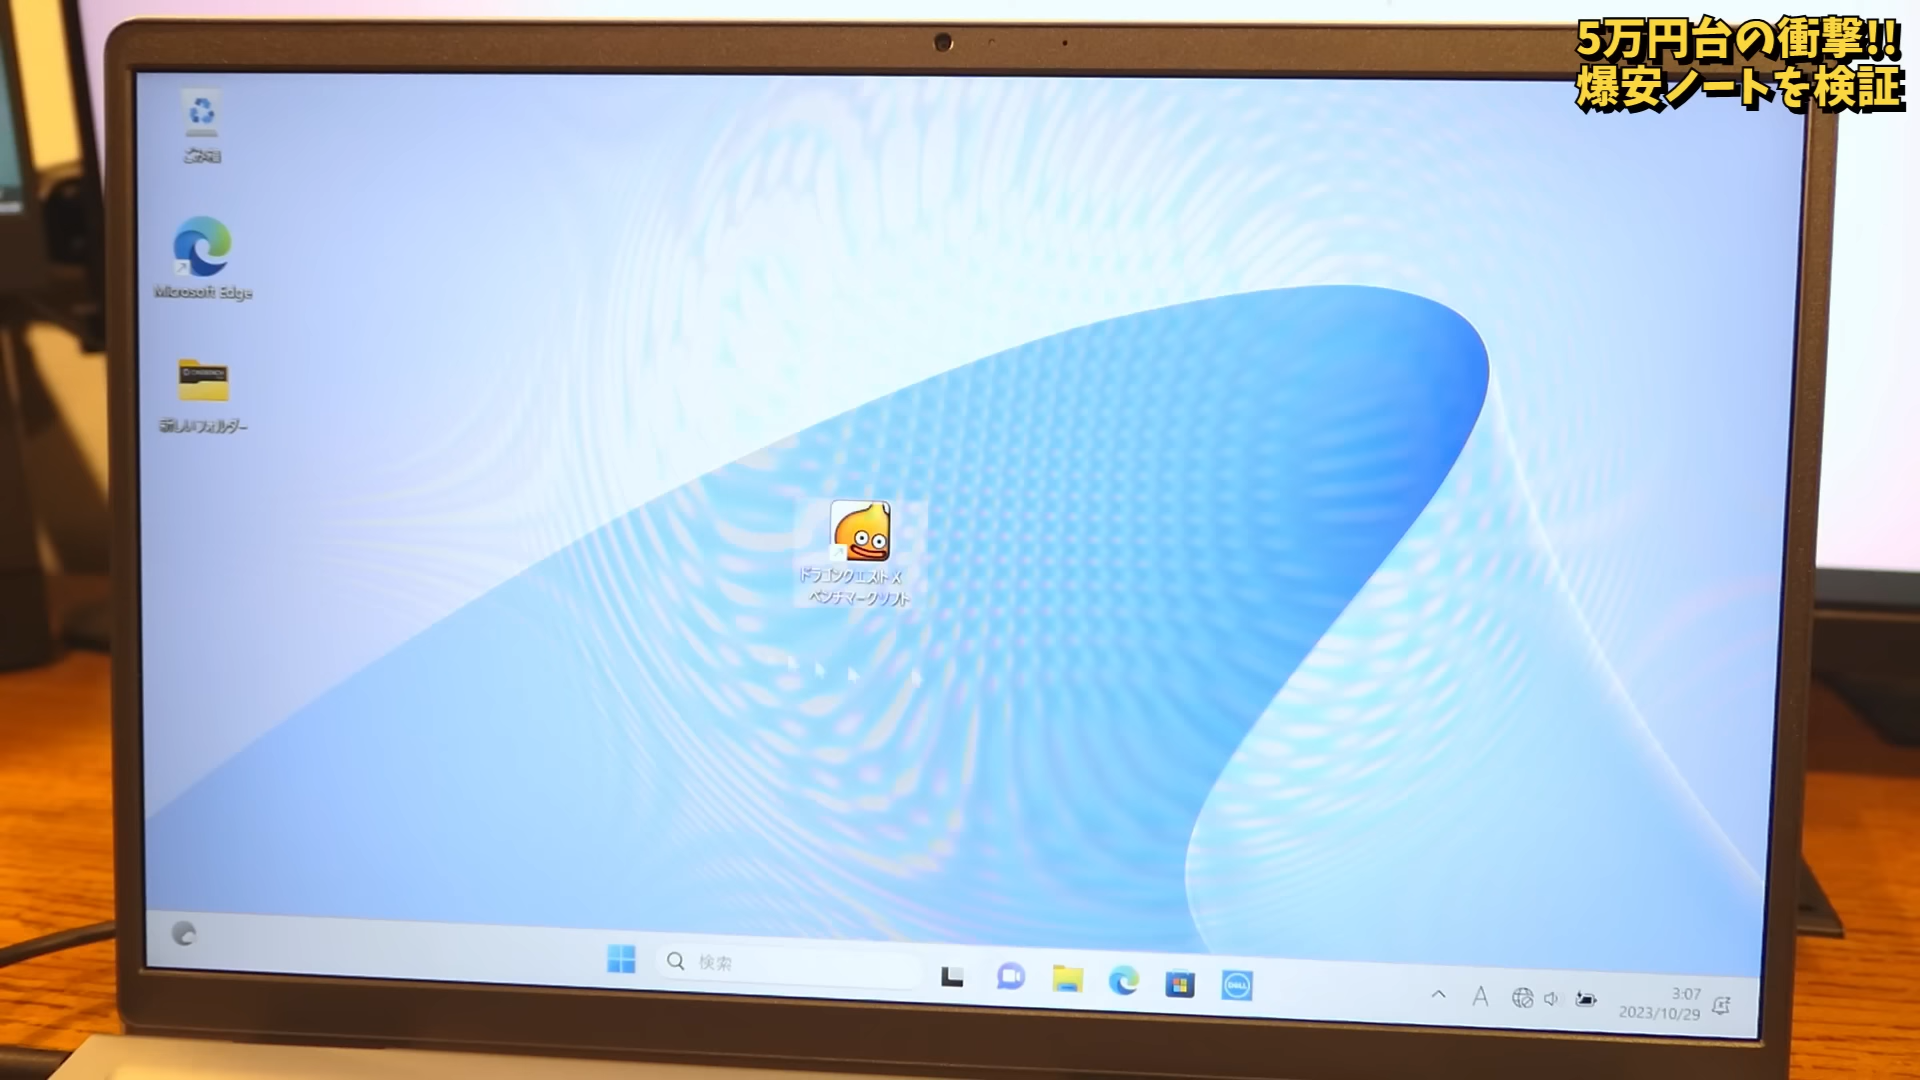 5万円台の衝撃!!
爆安ノートを検証
ごみ箱
Microsoft Edge
新しいフォルダー
ドラゴンクエストX
ベンチマークソフト
検索
DELL
A
3:07
2023/10/29